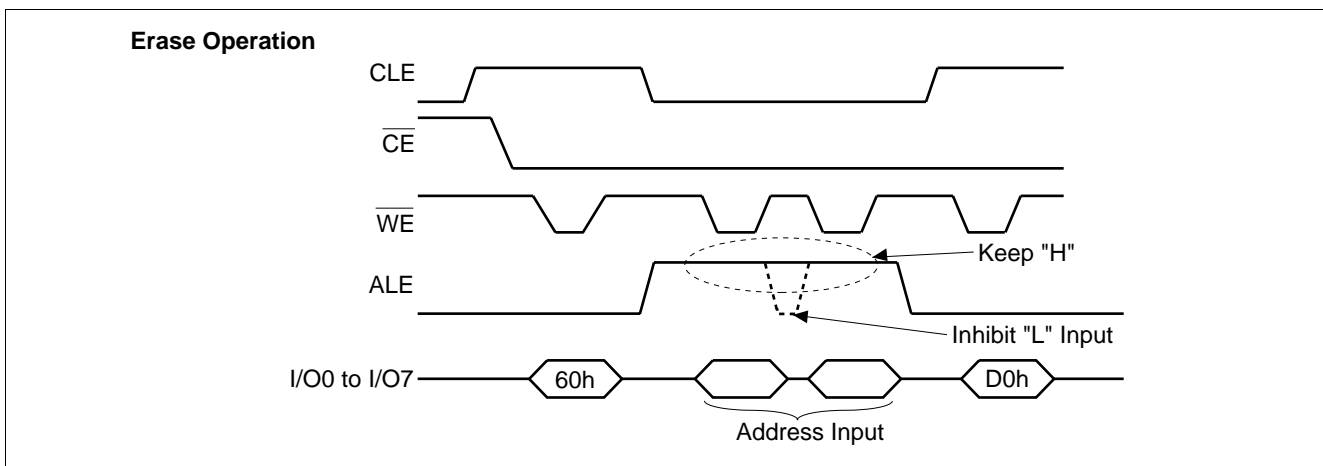 Erase Operation
CLE
CE
WE
Keep "H"
ALE
Inhibit "L" Input
I/O0 to I/O7
60h
D0h
Address Input